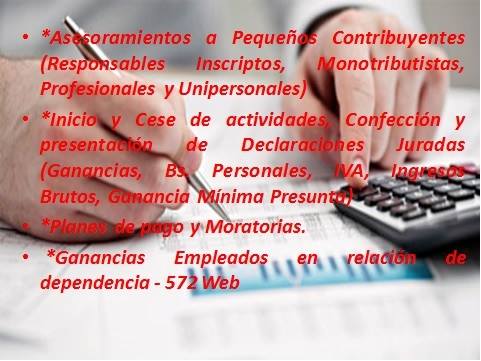 • *Asesoramientos a Pequeños Contribuyentes
(Responsables Inscriptos, Monotributistas,
Profesionales y Unipersonales)
• *Inicio y Cese de actividades, Confección y
presentación de Declaraciones Juradas
(Ganancias, Bs. Personales, IVA, Ingresos
Brutos, Ganancia Mínima Presunta)
• *Planes de pago y Moratorias.
• *Ganancias Empleados en relación de
dependencia - 572 Web